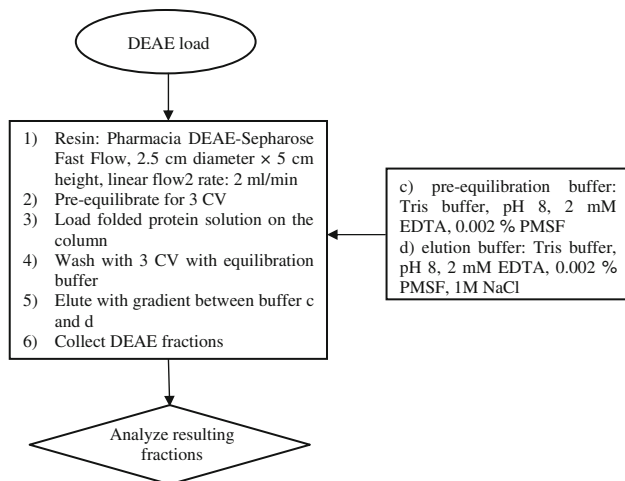 DEAE load
1) Resin: Pharmacia DEAE-Sepharose
Fast Flow, 2.5 cm diameter × 5 cm
height, linear flow2 rate: 2 ml/min
2) Pre-equilibrate for 3 CV
3) Load folded protein solution on the
column
4) Wash with 3 CV with equilibration
buffer
5) Elute with gradient between buffer c
and d
6) Collect DEAE fractions
c) pre-equilibration buffer:
Tris buffer, pH 8, 2 mM
EDTA, 0.002 % PMSF
d) elution buffer: Tris buffer,
pH 8, 2 mM EDTA, 0.002 %
PMSF, 1M NaCl
Analyze resulting
fractions